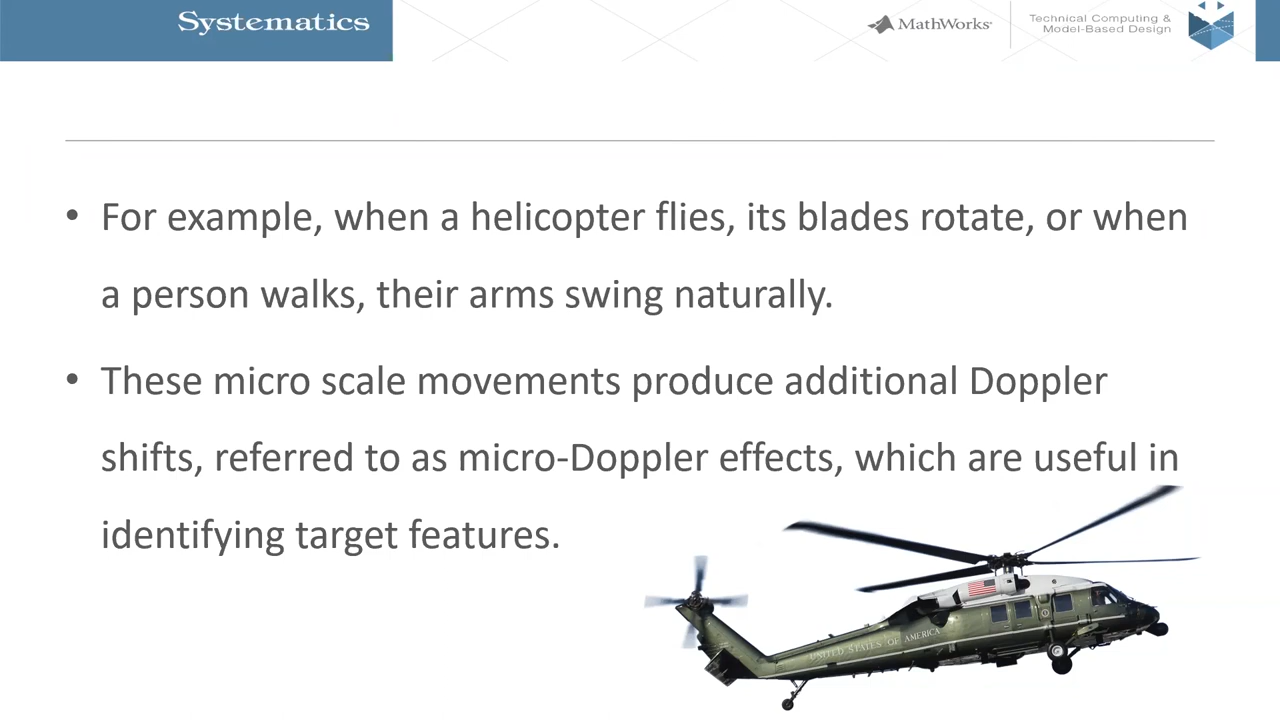 Systematics
MathWorks
Technical Computing &
Model-Based Design
• For example, when a helicopter flies, its blades rotate, or when
a person walks, their arms swing naturally.
• These micro scale movements produce additional Doppler
shifts, referred to as micro-Doppler effects, which are useful in
identifying target features.
UNITED STATES OF AMERICA